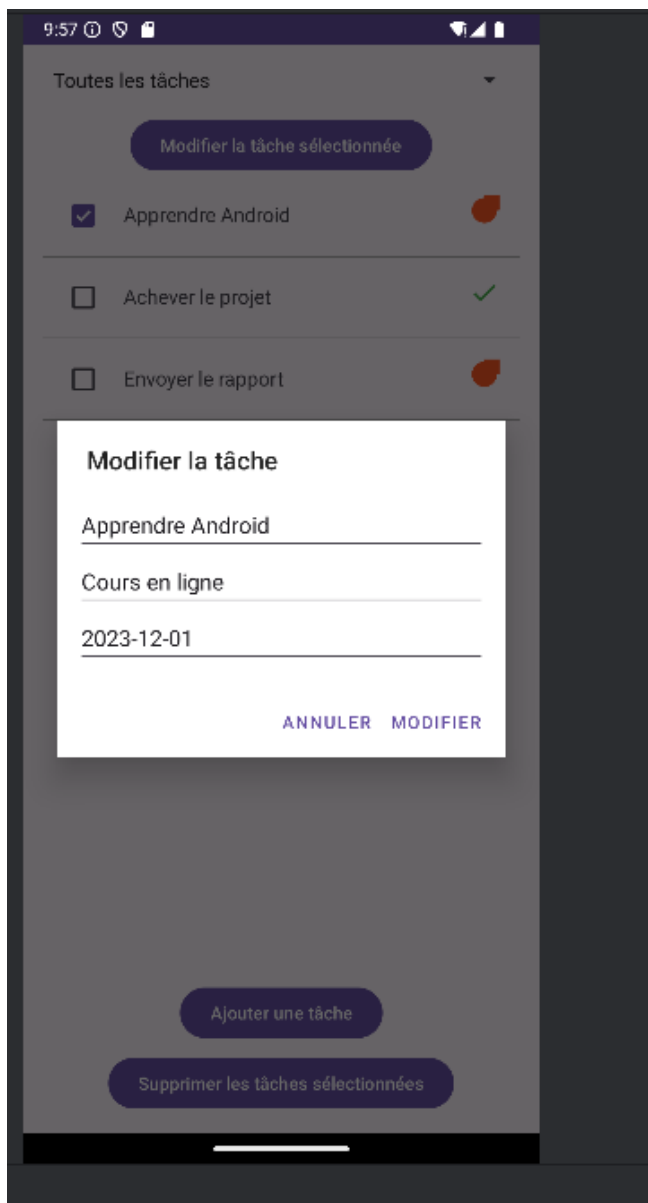 9:57
Toutes les tâches
Modifier la tâche sélectionnée
Apprendre Android
Achever le projet
Envoyer le rapport
Modifier la tâche
Apprendre Android
Cours en ligne
2023-12-01
ANNULER MODIFIER
Ajouter une tâche
Supprimer les tâches sélectionnées